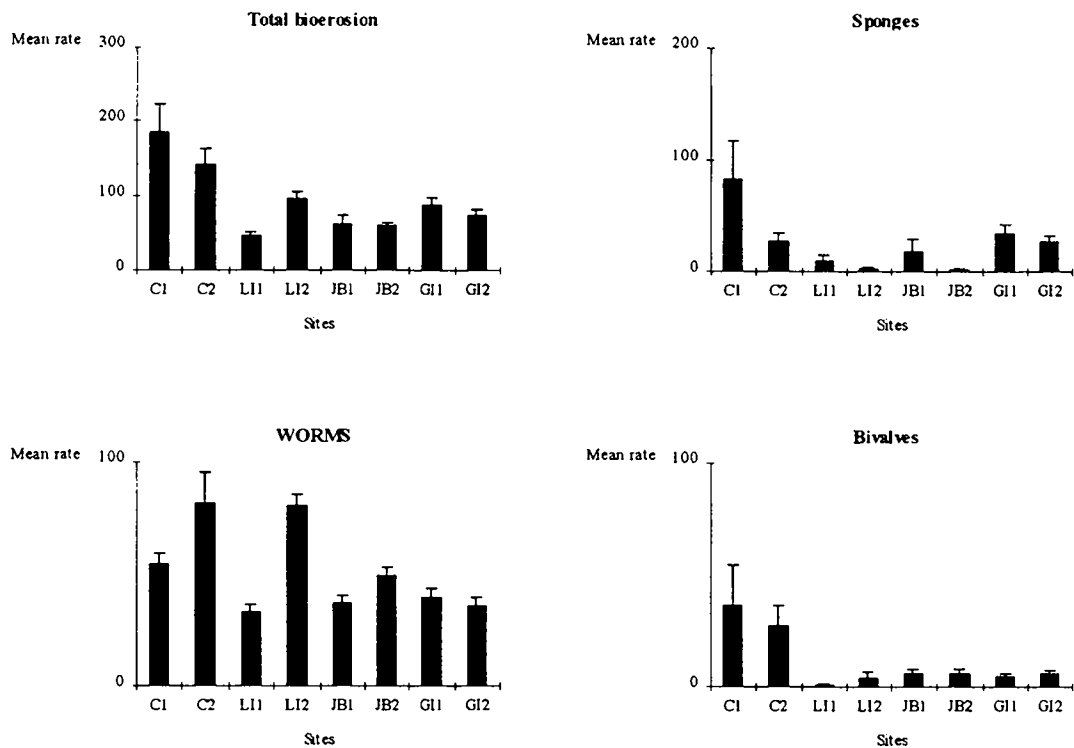 Total bioerosion
Mean rate
300
200
100
0
C1 C2 LI1 LI2 JB1 JB2 GI1 GI2
Sites
Sponges
Mean rate
200
100
0
C1 C2 LI1 LI2 JB1 JB2 GI1 GI2
Sites
WORMS
Mean rate
100
0
C1 C2 LI1 LI2 JB1 JB2 GI1 GI2
Sites
Bivalves
Mean rate
100
0
C1 C2 LI1 LI2 JB1 JB2 GI1 GI2
Sites